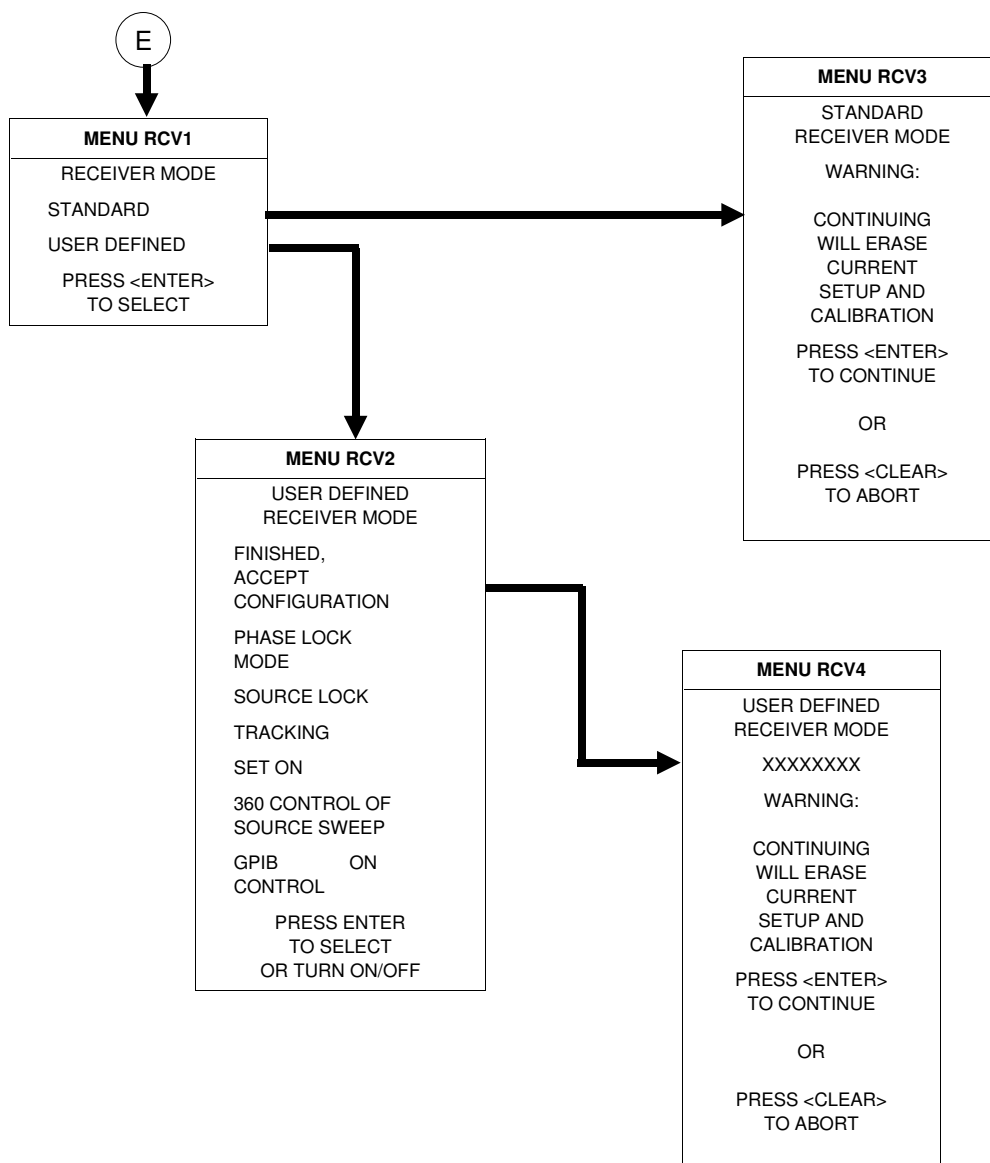 E
MENU RCV1
RECEIVER MODE
STANDARD
USER DEFINED
PRESS <ENTER>
TO SELECT
MENU RCV3
STANDARD
RECEIVER MODE
WARNING:
CONTINUING
WILL ERASE
CURRENT
SETUP AND
CALIBRATION
PRESS <ENTER>
TO CONTINUE
OR
PRESS <CLEAR>
TO ABORT
MENU RCV2
USER DEFINED
RECEIVER MODE
FINISHED,
ACCEPT
CONFIGURATION
PHASE LOCK
MODE
SOURCE LOCK
TRACKING
SET ON
360 CONTROL OF
SOURCE SWEEP
GPIB ON
CONTROL
PRESS ENTER
TO SELECT
OR TURN ON/OFF
MENU RCV4
USER DEFINED
RECEIVER MODE
XXXXXXXX
WARNING:
CONTINUING
WILL ERASE
CURRENT
SETUP AND
CALIBRATION
PRESS <ENTER>
TO CONTINUE
OR
PRESS <CLEAR>
TO ABORT